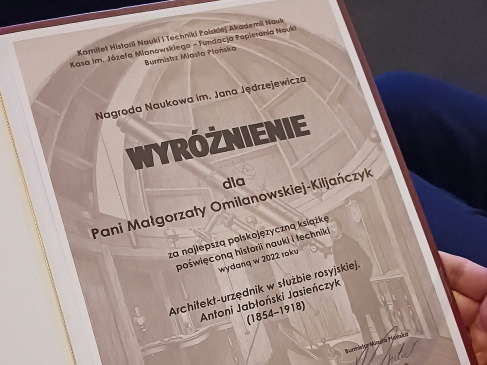 Komitet Historii Nauki i Techniki Polskiej Akademii Nauk
Kasa im. Józefa Mianowskiego – Fundacja Popierania Nauki
Burmistrz Miasta Płońska
Nagroda Naukowa im. Jana Jędrzejewicza
WYRÓŻNIENIE
dla
Pani Małgorzaty Omilanowskiej-Kiljańczyk
za najlepszą polskojęzyczną książkę
poświęconą historii nauki i techniki
wydaną w 2022 roku
Architekt-urzędnik w służbie rosyjskiej.
Antoni Jabłoński Jasieńczyk
(1854–1918)
Burmistrz Miasta Płońska